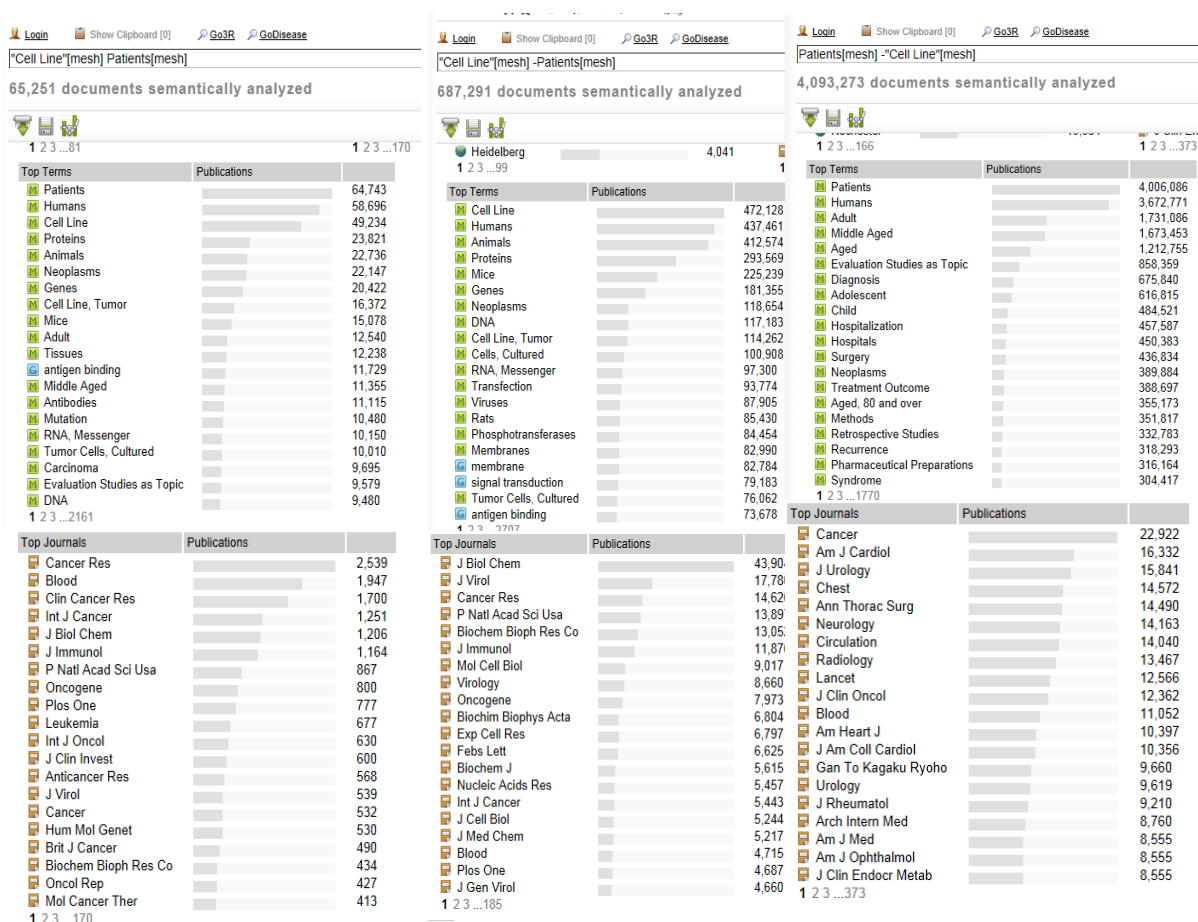 Login Show Clipboard [0] Go3R GoDisease
"Cell Line"[mesh] Patients[mesh]
65,251 documents semantically analyzed
1 2 3 ...81 1 2 3 ...170
Top Terms Publications
Patients 64,743
Humans 58,696
Cell Line 49,234
Proteins 23,821
Animals 22,736
Neoplasms 22,147
Genes 20,422
Cell Line, Tumor 16,372
Mice 15,078
Adult 12,540
Tissues 12,238
antigen binding 11,729
Middle Aged 11,355
Antibodies 11,115
Mutation 10,480
RNA, Messenger 10,150
Tumor Cells, Cultured 10,010
Carcinoma 9,695
Evaluation Studies as Topic 9,579
DNA 9,480
1 2 3 ...2161
Top Journals Publications
Cancer Res 2,539
Blood 1,947
Clin Cancer Res 1,700
Int J Cancer 1,251
J Biol Chem 1,206
J Immunol 1,164
P Natl Acad Sci Usa 867
Oncogene 800
Plos One 777
Leukemia 677
Int J Oncol 630
J Clin Invest 600
Anticancer Res 568
J Virol 539
Cancer 532
Hum Mol Genet 530
Brit J Cancer 490
Biochem Bioph Res Co 434
Oncol Rep 427
Mol Cancer Ther 413
1 2 3 ...170
Login Show Clipboard [0] Go3R GoDisease
"Cell Line"[mesh] -Patients[mesh]
687,291 documents semantically analyzed
Heidelberg 4,041
1 2 3 ...99 1
Top Terms Publications
Cell Line 472,128
Humans 437,461
Animals 412,574
Proteins 293,569
Mice 225,239
Genes 181,355
Neoplasms 118,654
DNA 117,183
Cell Line, Tumor 114,262
Cells, Cultured 100,908
RNA, Messenger 97,300
Transfection 93,774
Viruses 87,905
Rats 85,430
Phosphotransferases 84,454
Membranes 82,990
membrane 82,784
signal transduction 79,183
Tumor Cells, Cultured 76,062
antigen binding 73,678
1 2 3 ...2707
Top Journals Publications
J Biol Chem 43,90
J Virol 17,78
Cancer Res 14,62
P Natl Acad Sci Usa 13,89
Biochem Bioph Res Co 13,05
J Immunol 11,87
Mol Cell Biol 9,017
Virology 8,660
Oncogene 7,973
Biochim Biophys Acta 6,804
Exp Cell Res 6,797
Febs Lett 6,625
Biochem J 5,615
Nucleic Acids Res 5,457
Int J Cancer 5,443
J Cell Biol 5,244
J Med Chem 5,217
Blood 4,715
Plos One 4,687
J Gen Virol 4,660
1 2 3 ...185
Login Show Clipboard [0] Go3R GoDisease
Patients[mesh] -"Cell Line"[mesh]
4,093,273 documents semantically analyzed
1 2 3 ...166 1 2 3 ...373
Top Terms Publications
Patients 4,006,086
Humans 3,672,771
Adult 1,731,086
Middle Aged 1,673,453
Aged 1,212,755
Evaluation Studies as Topic 858,359
Diagnosis 675,840
Adolescent 616,815
Child 484,521
Hospitalization 457,587
Hospitals 450,383
Surgery 436,834
Neoplasms 389,884
Treatment Outcome 388,697
Aged, 80 and over 355,173
Methods 351,817
Retrospective Studies 332,783
Recurrence 318,293
Pharmaceutical Preparations 316,164
Syndrome 304,417
1 2 3 ...1770
Top Journals Publications
Cancer 22,922
Am J Cardiol 16,332
J Urology 15,841
Chest 14,572
Ann Thorac Surg 14,490
Neurology 14,163
Circulation 14,040
Radiology 13,467
Lancet 12,566
J Clin Oncol 12,362
Blood 11,052
Am Heart J 10,397
J Am Coll Cardiol 10,356
Gan To Kagaku Ryoho 9,660
Urology 9,619
J Rheumatol 9,210
Arch Intern Med 8,760
Am J Med 8,555
Am J Ophthalmol 8,555
J Clin Endocr Metab 8,555
1 2 3 ...373